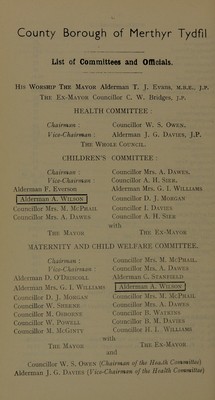 County Borough of Merthyr Tydfil
List of Committees and Officials.
HIS WORSHIP THE MAYOR Alderman T. J. EVANS, M.B.E., J.P.
THE EX-MAYOR Councillor C. W. BRIDGES, J.P.
HEALTH COMMITTEE :
Chairman : Councillor W. S. OWEN,
Vice-Chairman : Alderman J. G. DAVIES, J.P.
THE WHOLE COUNCIL.
CHILDREN'S COMMITTEE :
Chairman : Councillor Mrs. A. DAWES,
Vice-Chairman : Councillor A. H. SIER,
Alderman F. EVERSON Alderman Mrs. G. I. WILLIAMS
Alderman A. WILSON Councillor D. J. MORGAN
Councillor Mrs. M. MCPHAIL Councillor I. DAVIES
Councillor Mrs. A. DAWES Councillor A. H. SIER
with
THE MAYOR THE EX-MAYOR
MATERNITY AND CHILD WELFARE COMMITTEE.
Chairman : Councillor Mrs. M. MCPHAIL,
Vice-Chairman Councillor Mrs. A. DAWES
Alderman D. O'DRISCOLL Alderman C. STANFIELD
Alderman Mrs. G. I. WILLIAMS Alderman A. WILSON
Councillor D. J. MORGAN Councillor Mrs. M. MCPHAIL
Councillor W. Councillor Mrs. A. DAWES
Councillor M. OSBORNE Councillor B. WATKINS
Councillor W. POWELL Councillor B. M. DAVIES
Councillor M. MCGINTY Councillor H. I. WILLIAMS
with
THE MAYOR THE EX-MAYOR
and
Councillor W. S. OWEN (Chairman of the Health Committee)
Alderman J. G. DAVIES (Vice-Chairman of the Health Committee)